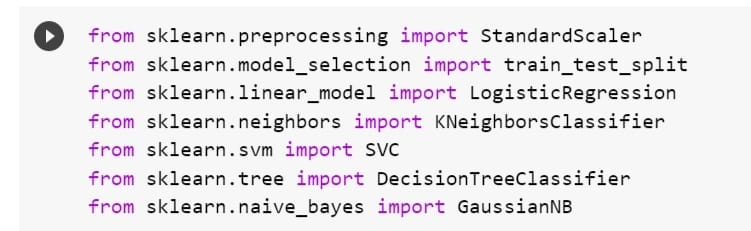 from sklearn.preprocessing import StandardScaler
from sklearn.model_selection import train_test_split
from sklearn.linear_model import LogisticRegression
from sklearn.neighbors import KNeighborsClassifier
from sklearn.svm import SVC
from sklearn.tree import DecisionTreeClassifier
from sklearn.naive_bayes import GaussianNB